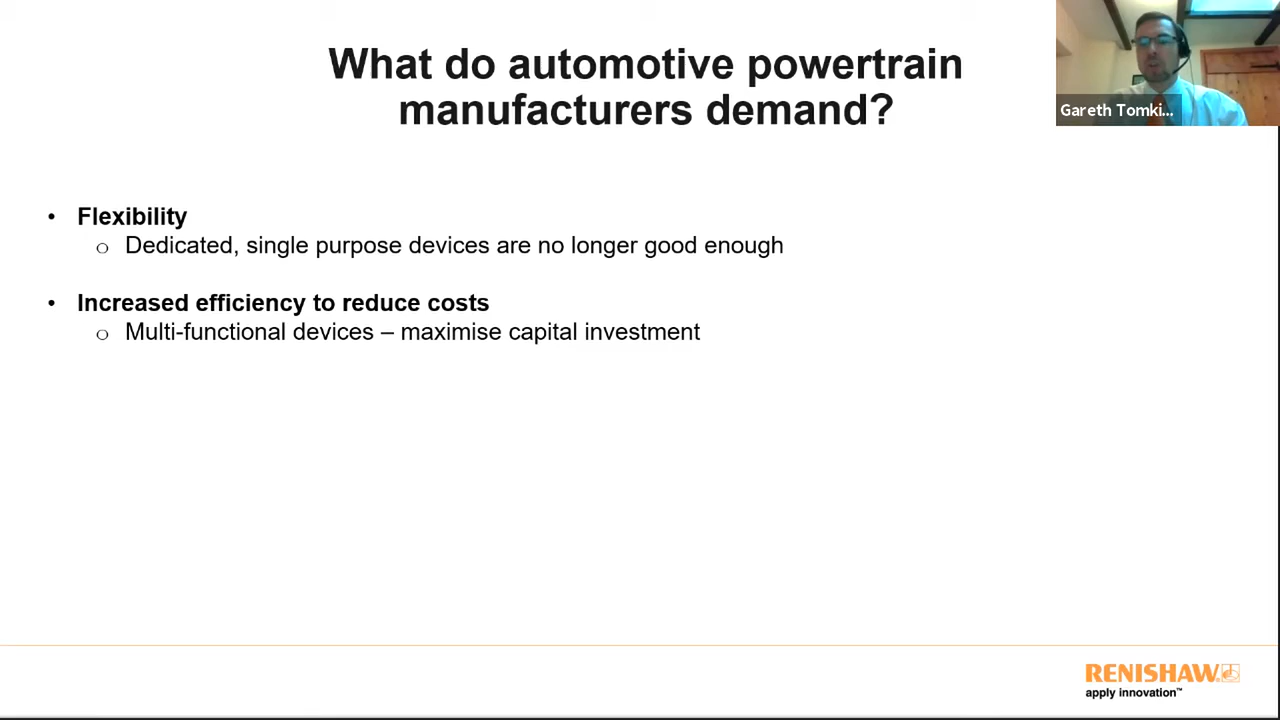 What do automotive powertrain
manufacturers demand?
Gareth Tomki...
• Flexibility
o Dedicated, single purpose devices are no longer good enough
• Increased efficiency to reduce costs
o Multi-functional devices – maximise capital investment
RENISHAW
apply innovation™